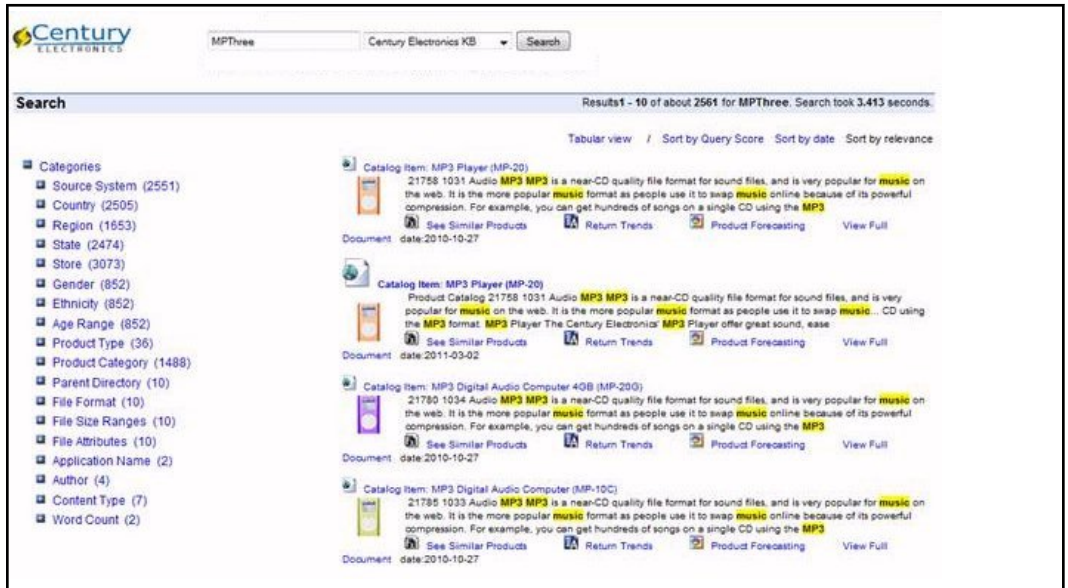 Century
ELECTRONICS
MPThree Century Electronics KB Search
Search
Results1 - 10 of about 2561 for MPThree. Search took 3.413 seconds.
Tabular view / Sort by Query Score Sort by date Sort by relevance
Categories
Source System (2551)
Country (2505)
Region (1653)
State (2474)
Store (3073)
Gender (852)
Ethnicity (852)
Age Range (852)
Product Type (36)
Product Category (1488)
Parent Directory (10)
File Format (10)
File Size Ranges (10)
File Attributes (10)
Application Name (2)
Author (4)
Content Type (7)
Word Count (2)
Catalog Item: MP3 Player (MP-20)
21758 1031 Audio MP3 MP3 is a near-CD quality file format for sound files, and is very popular for music on
the web. It is the more popular music format as people use it to swap music online because of its powerful
compression. For example, you can get hundreds of songs on a single CD using the MP3
See Similar Products Return Trends Product Forecasting View Full
Document date:2010-10-27
Catalog Item: MP3 Player (MP-20)
Product Catalog 21758 1031 Audio MP3 MP3 is a near-CD quality file format for sound files, and is very
popular for music on the web. It is the more popular music format as people use it to swap music... CD using
the MP3 format. MP3 Player The Century Electronics' MP3 Player offer great sound, ease
See Similar Products Return Trends Product Forecasting View Full
Document date:2011-03-02
Catalog Item: MP3 Digital Audio Computer 4GB (MP-20G)
21780 1034 Audio MP3 MP3 is a near-CD quality file format for sound files, and is very popular for music on
the web. It is the more popular music format as people use it to swap music online because of its powerful
compression. For example, you can get hundreds of songs on a single CD using the MP3
See Similar Products Return Trends Product Forecasting View Full
Document date:2010-10-27
Catalog Item: MP3 Digital Audio Computer (MP-10C)
21785 1033 Audio MP3 MP3 is a near-CD quality file format for sound files, and is very popular for music on
the web. It is the more popular music format as people use it to swap music online because of its powerful
compression. For example, you can get hundreds of songs on a single CD using the MP3
See Similar Products Return Trends Product Forecasting View Full
Document date:2010-10-27